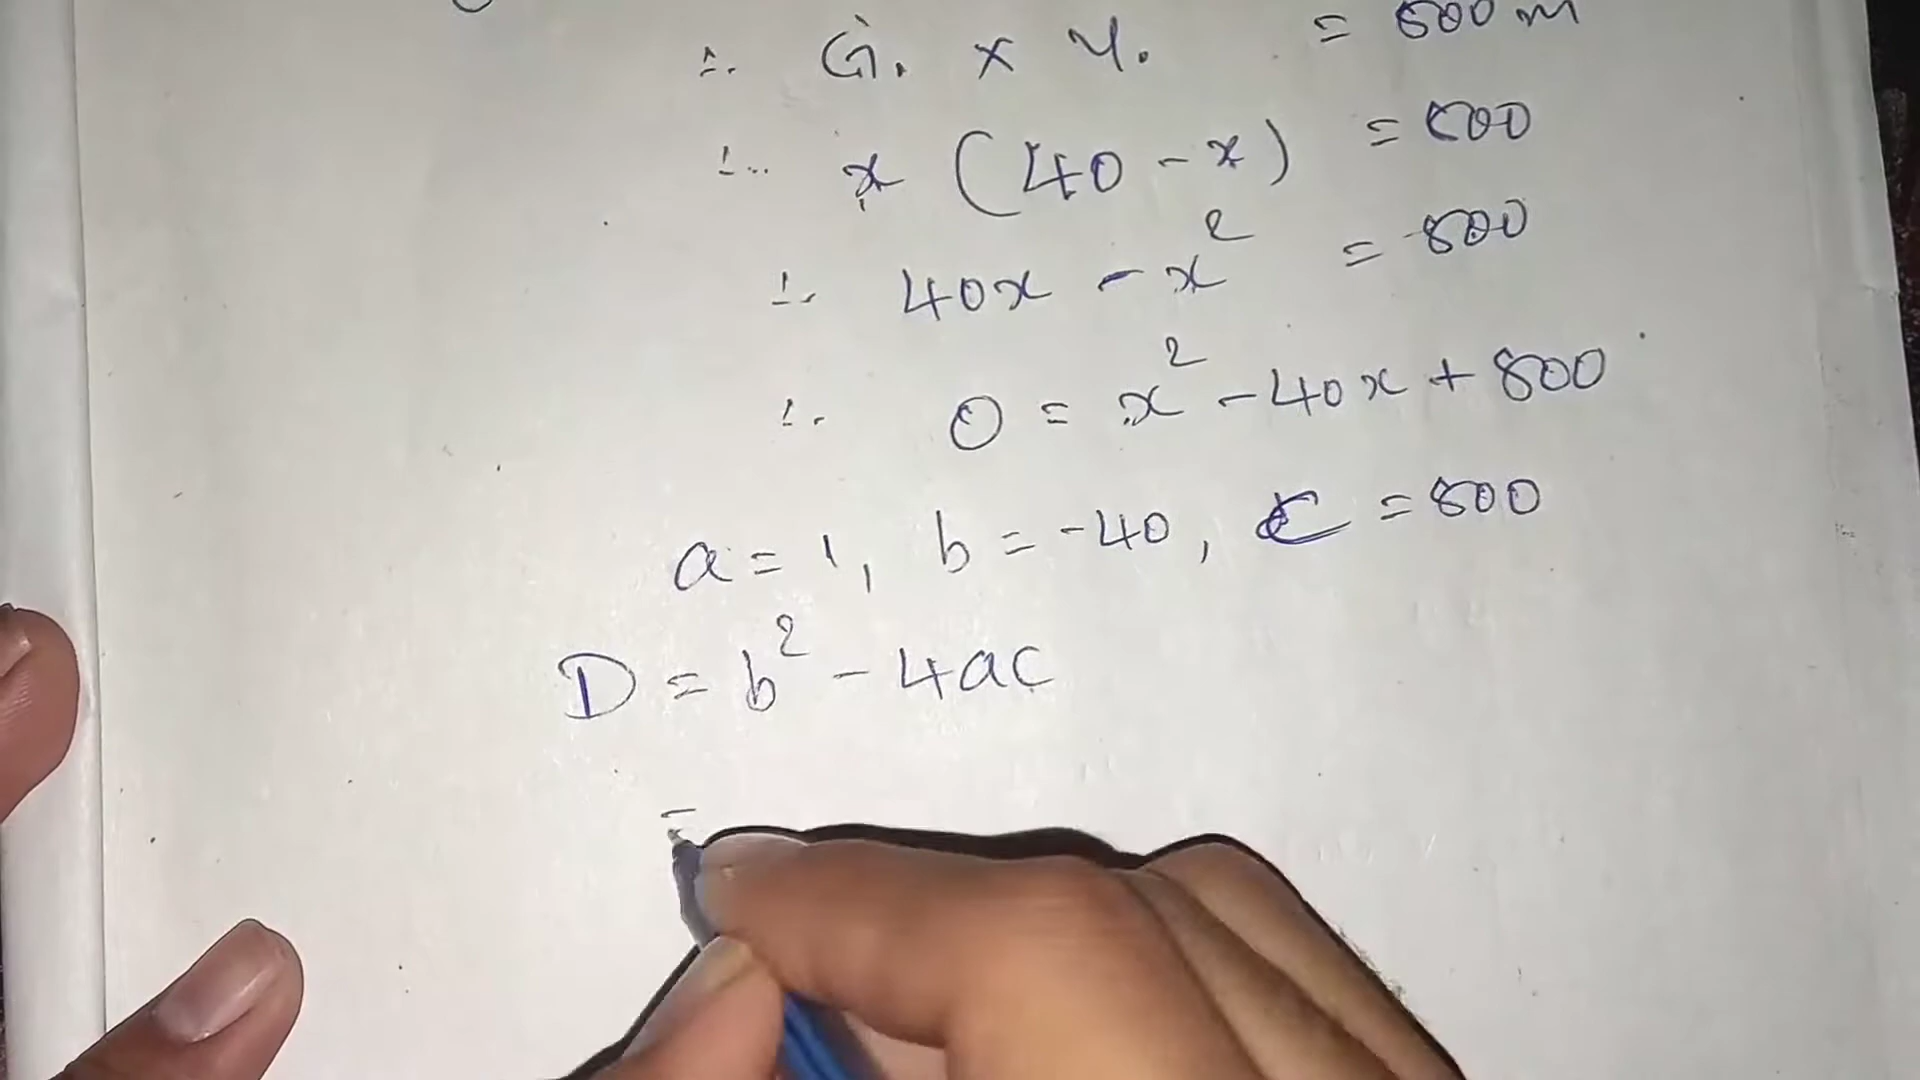 ∴ G. × Y. = 800 m
∴ x (40 - x) = 800
∴ 40x - x² = 800
∴ 0 = x² - 40x + 800
a = 1, b = -40, c = 800
D = b² - 4ac
=